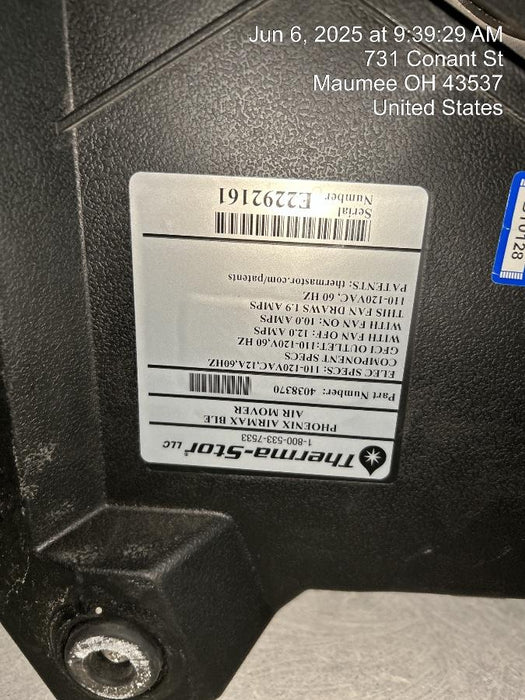 Jun 6, 2025 at 9:39:29 AM
731 Conant St
Maumee OH 43537
United States
Therma-Stor LLC
1-800-533-7533
PHOENIX AIRMAX BLE
AIR MOVER
Part Number: 4038370
ELEC SPECS: 110-120VAC,12A,60HZ
COMPONENT SPECS
GFCI OUTLET:110-120V,60 HZ
WITH FAN OFF: 12.0 AMPS
WITH FAN ON: 10.0 AMPS
THIS FAN DRAWS 1.9 AMPS
110-120VAC, 60 HZ
PATENTS: thermastor.com/patents
Serial
Number E2292161